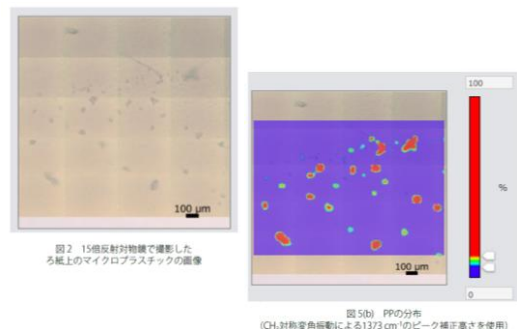 100 μm
図2 15倍反射対物鏡で撮影した
ろ紙上のマイクロプラスチックの画像
100
%
0
100 μm
図5(b) PPの分布
(CH₃対称変角振動による1373 cm⁻¹のピーク補正高さを使用)